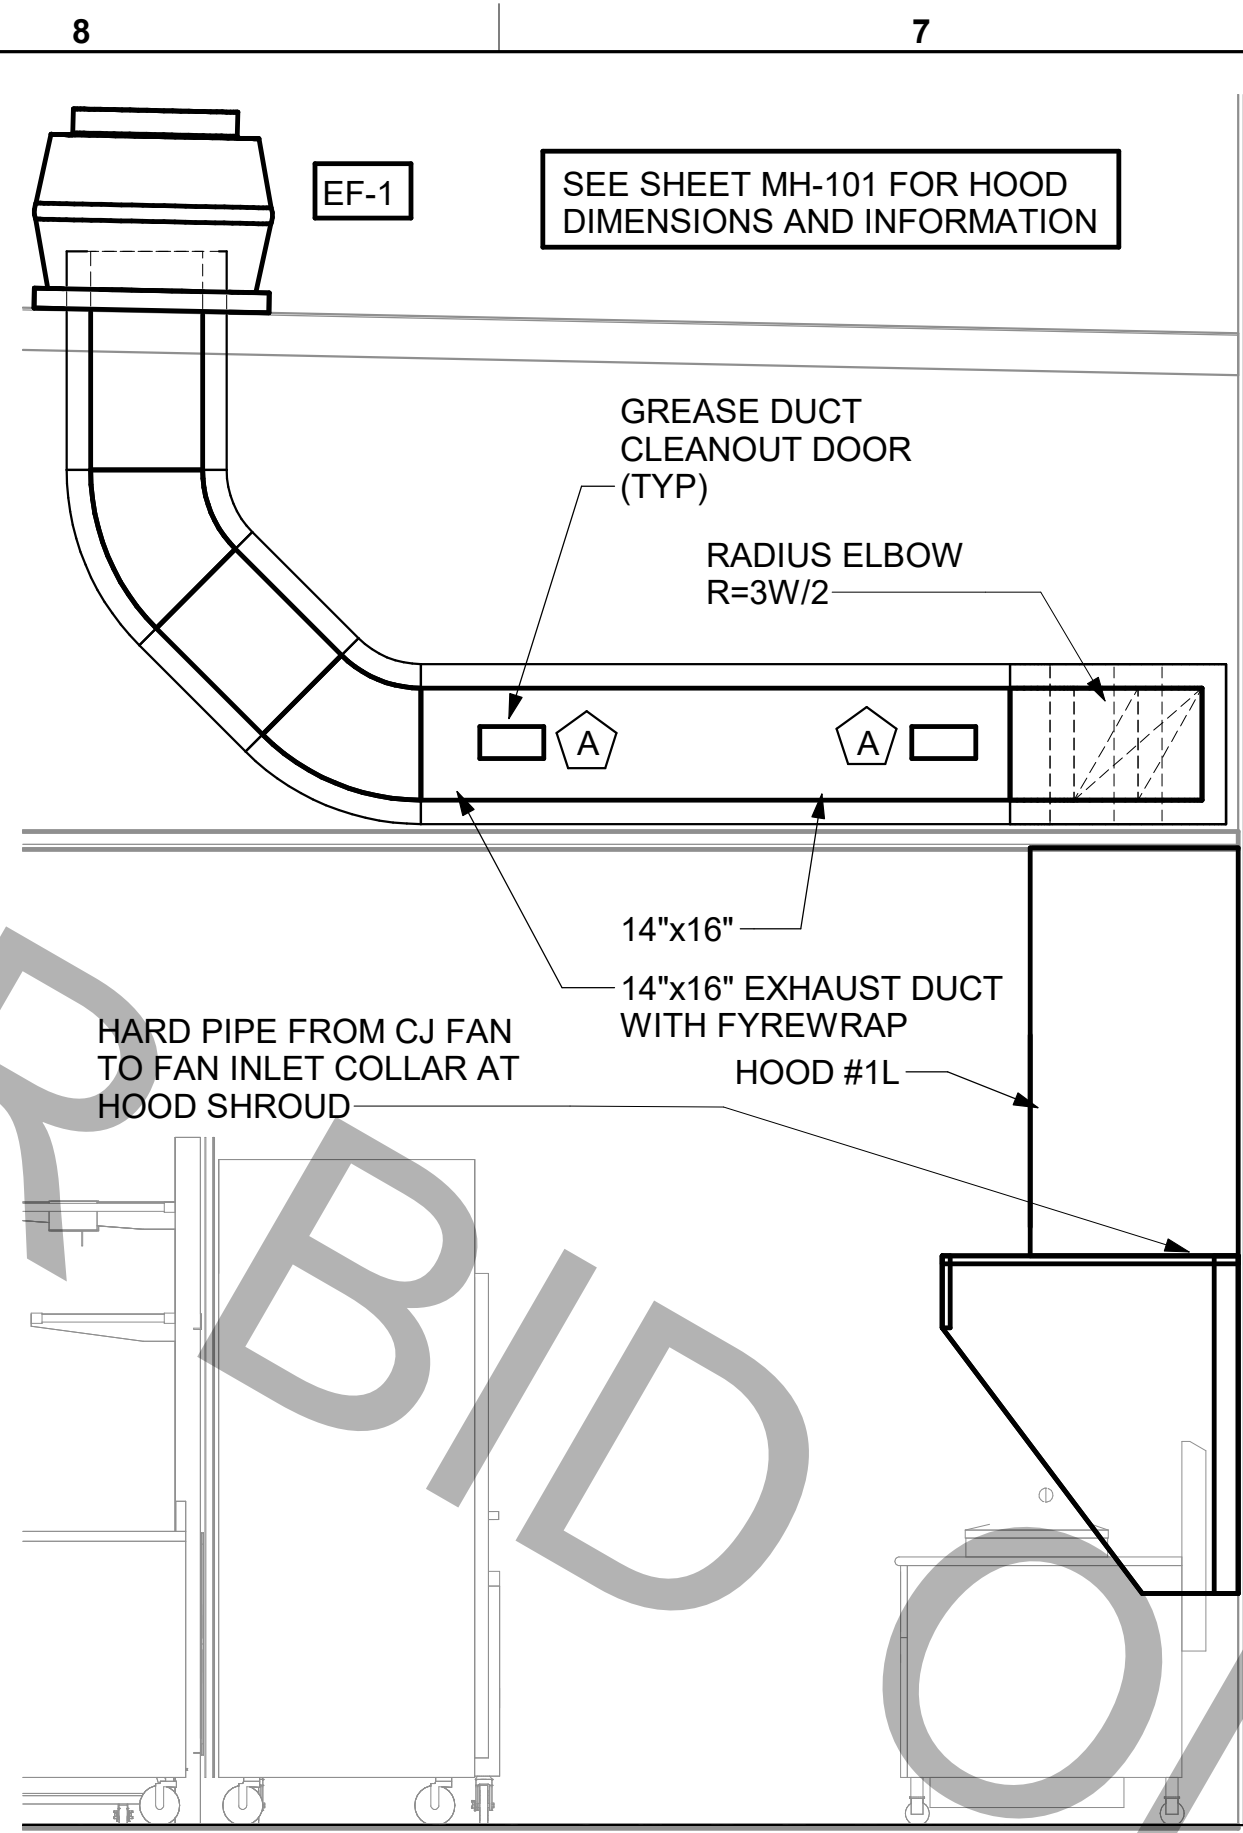 8
7
EF-1
SEE SHEET MH-101 FOR HOOD
DIMENSIONS AND INFORMATION
GREASE DUCT
CLEANOUT DOOR
(TYP)
RADIUS ELBOW
R=3W/2
A
A
14"x16"
14"x16" EXHAUST DUCT
WITH FYREWRAP
HARD PIPE FROM CJ FAN
TO FAN INLET COLLAR AT
HOOD SHROUD
HOOD #1L
R BID O